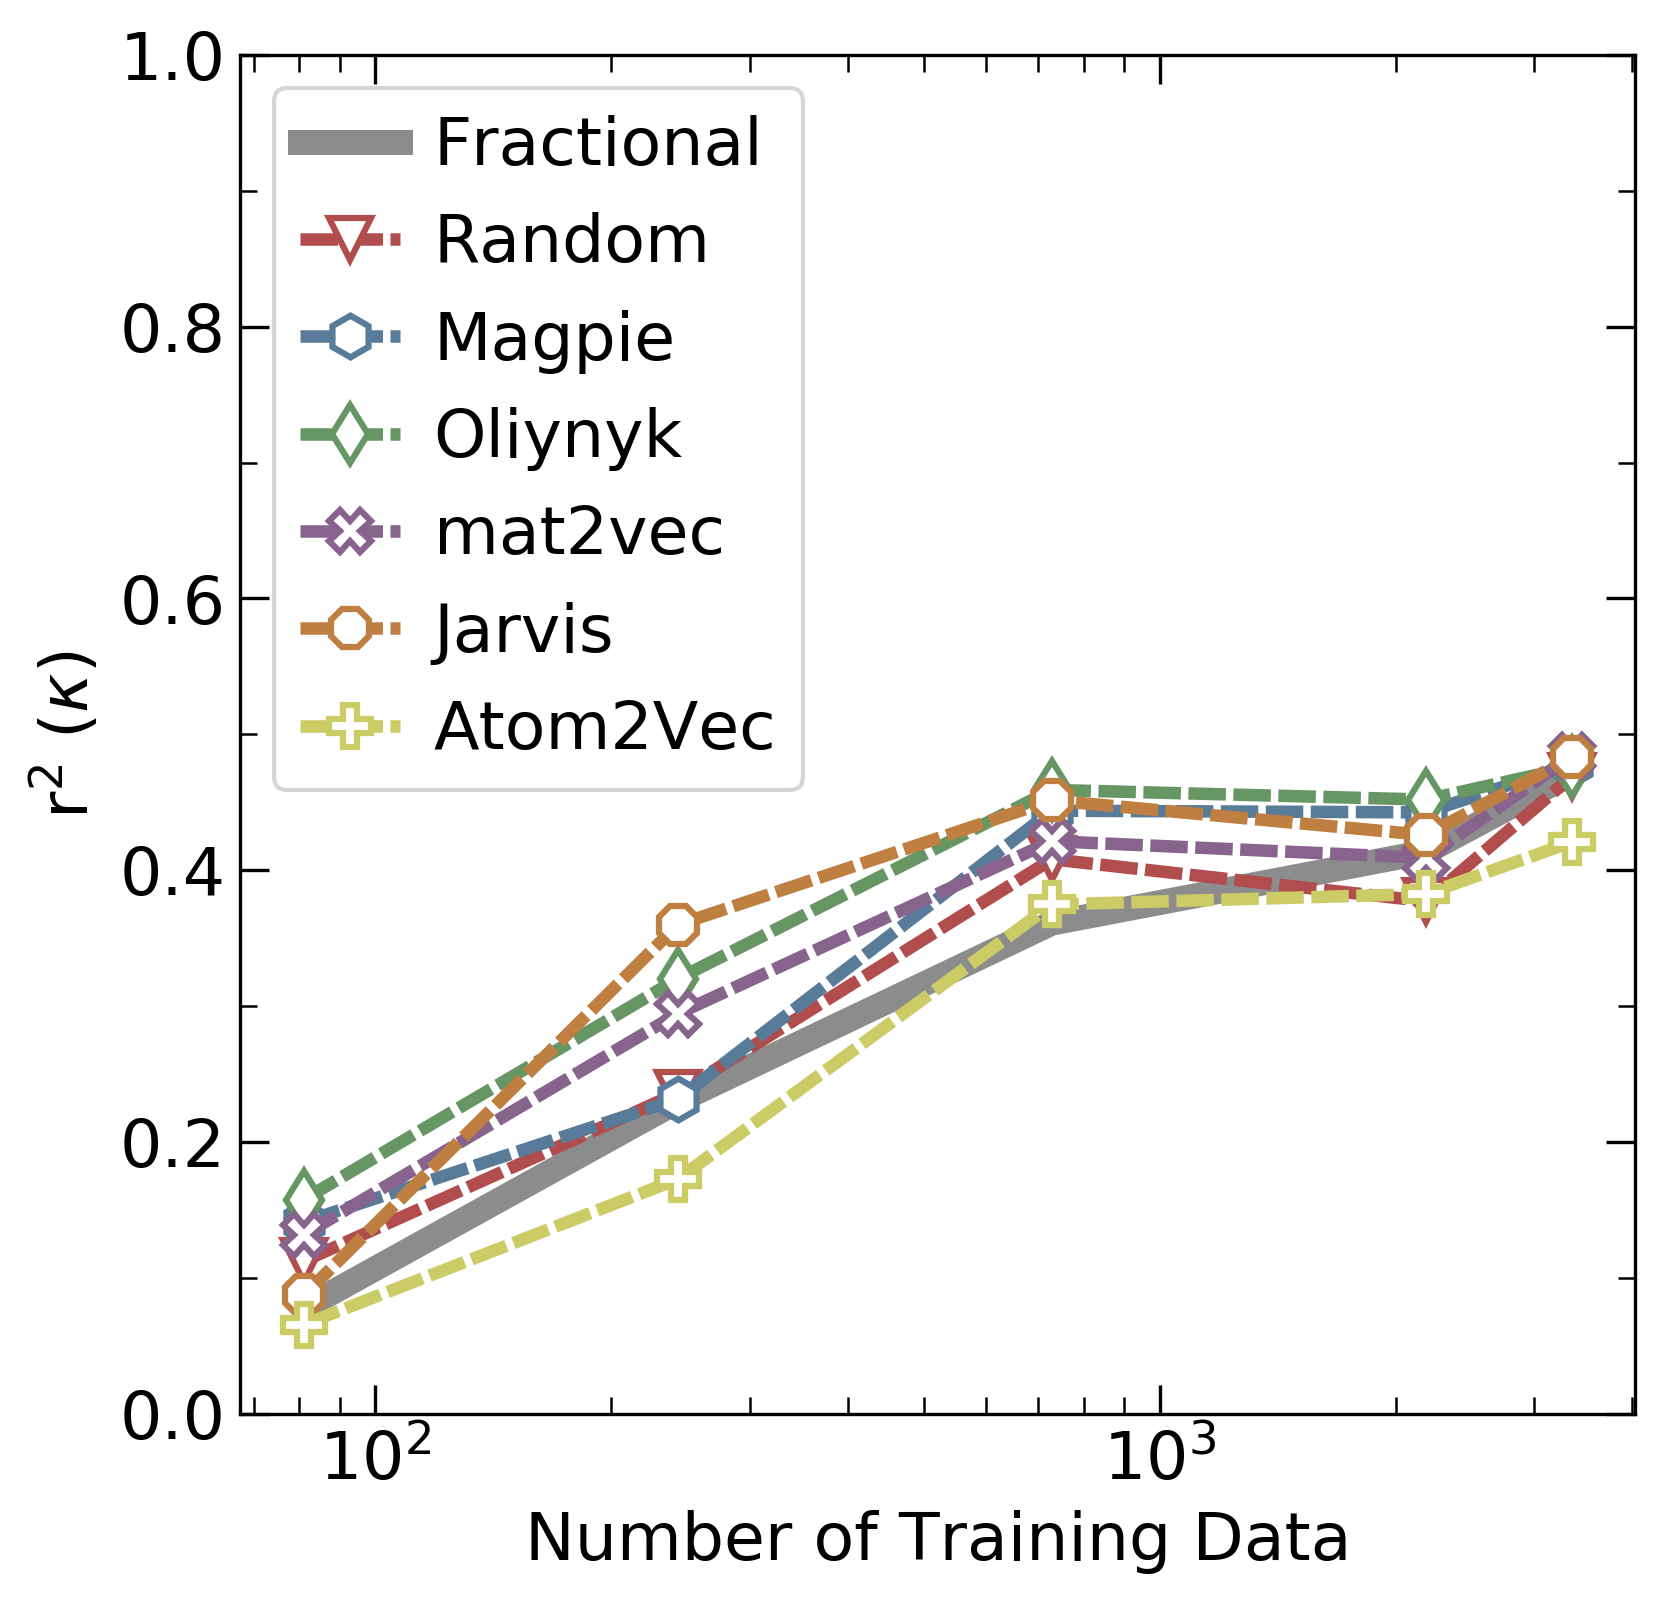 1.0
0.8
0.6
0.4
0.2
0.0
r² (κ)
Fractional
Random
Magpie
Oliynyk
mat2vec
Jarvis
Atom2Vec
10² 10³
Number of Training Data